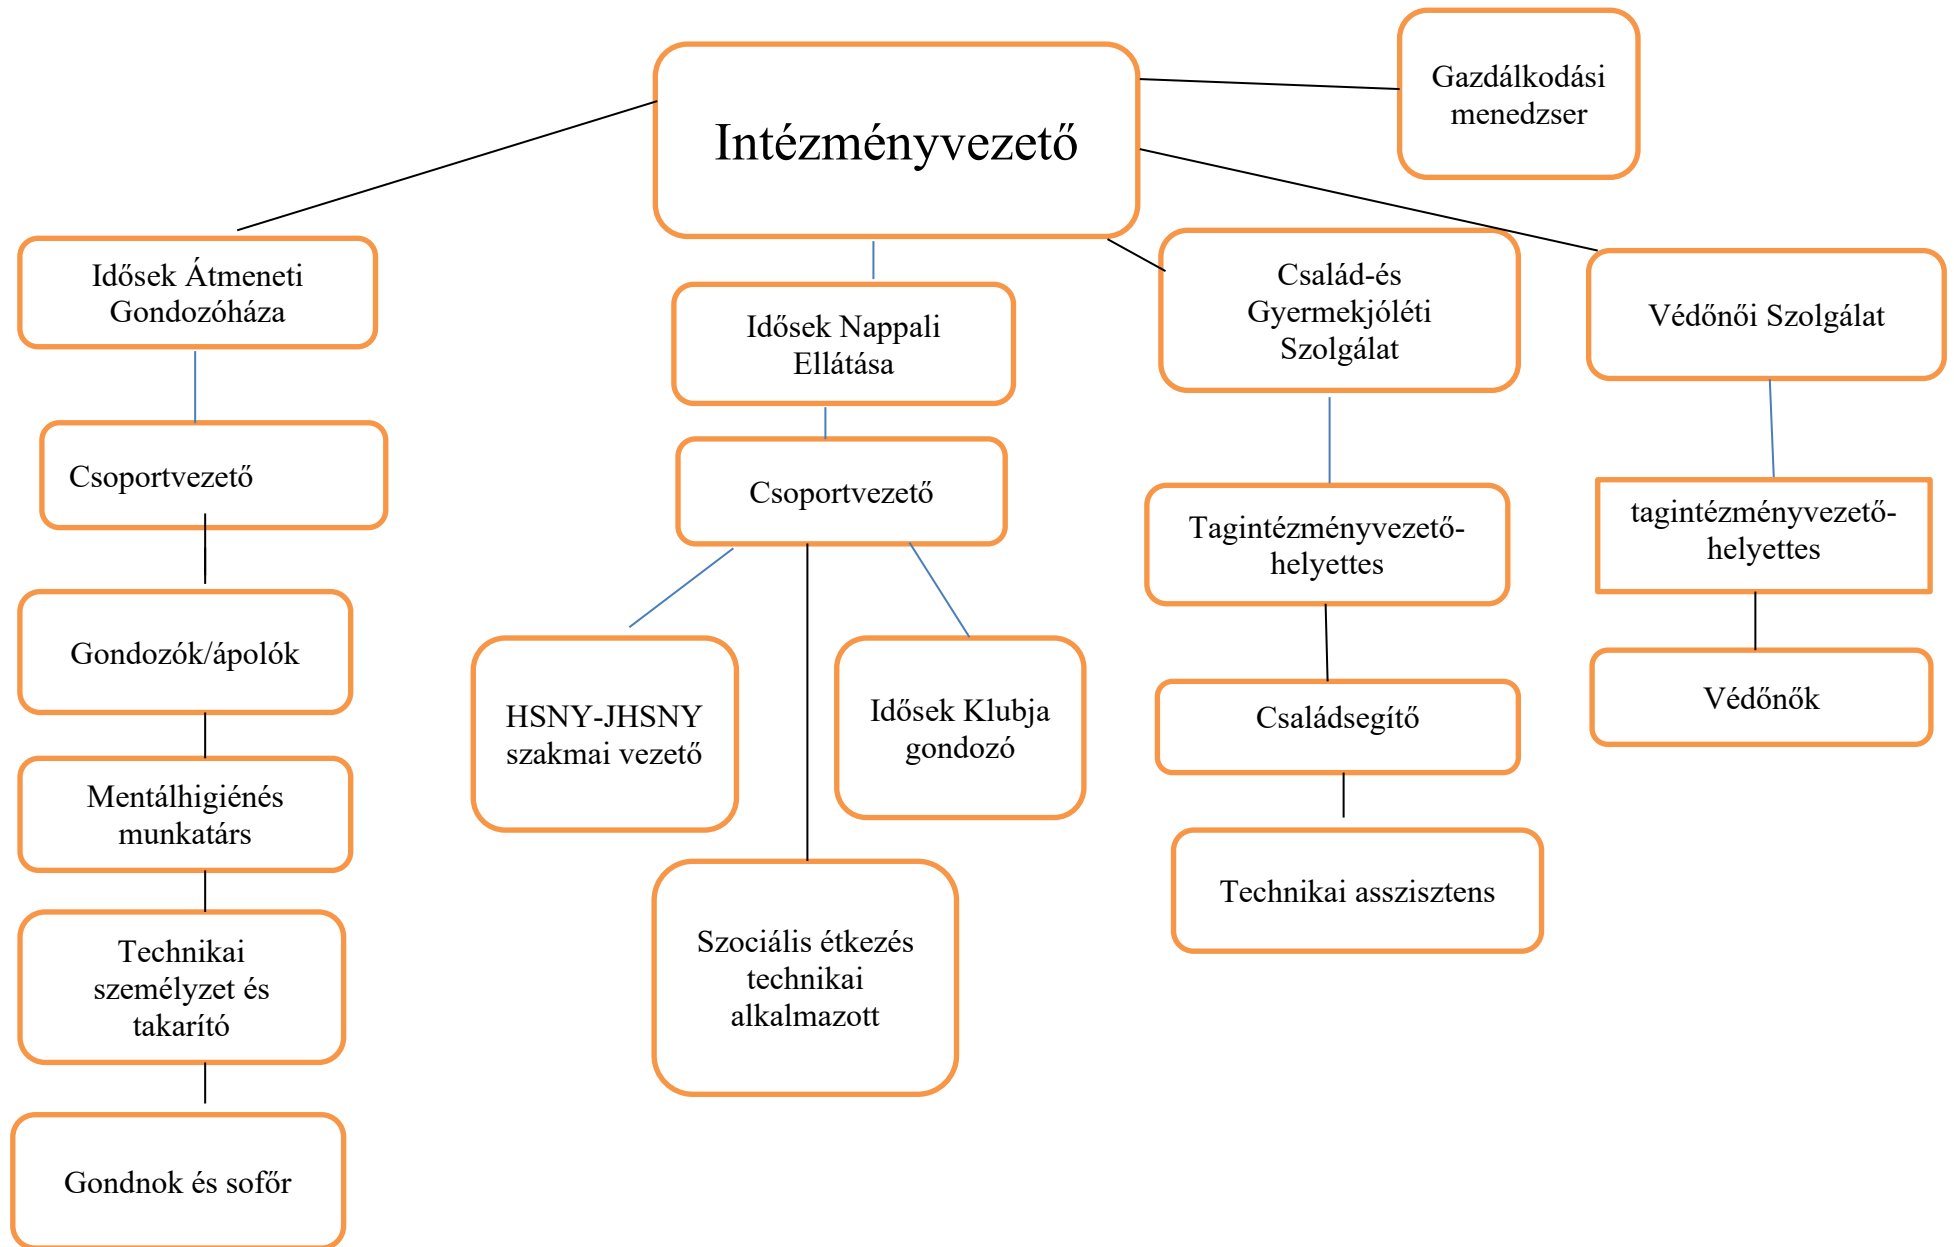 Intézményvezető
Gazdálkodási
menedzser
Idősek Átmeneti
Gondozóháza
Csoportvezető
Gondozók/ápolók
Mentálhigiénés
munkatárs
Technikai
személyzet és
takarító
Gondnok és sofőr
Idősek Nappali
Ellátása
Csoportvezető
HSNY-JHSNY
szakmai vezető
Szociális étkezés
technikai
alkalmazott
Idősek Klubja
gondozó
Család-és
Gyermekjóléti
Szolgálat
Tagintézményvezető-
helyettes
Családsegítő
Technikai asszisztens
Védőnői Szolgálat
tagintézményvezető-
helyettes
Védőnők